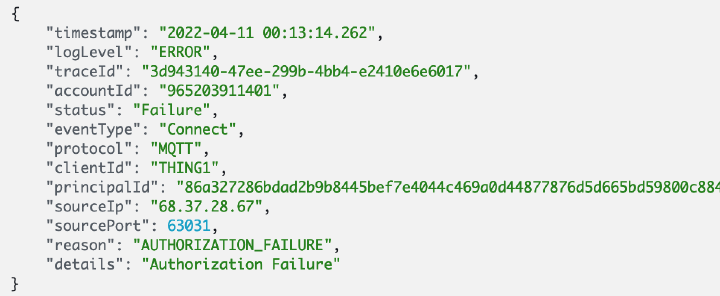 {
"timestamp": "2022-04-11 00:13:14.262",
"logLevel": "ERROR",
"traceId": "3d943140-47ee-299b-4bb4-e2410e6e6017",
"accountId": "965203911401",
"status": "Failure",
"eventType": "Connect",
"protocol": "MQTT",
"clientId": "THING1",
"principalId": "86a327286bdad2b9b8445bef7e4044c469a0d44877876d5d665bd59800c884
"sourceIp": "68.37.28.67",
"sourcePort": 63031,
"reason": "AUTHORIZATION_FAILURE",
"details": "Authorization Failure"
}